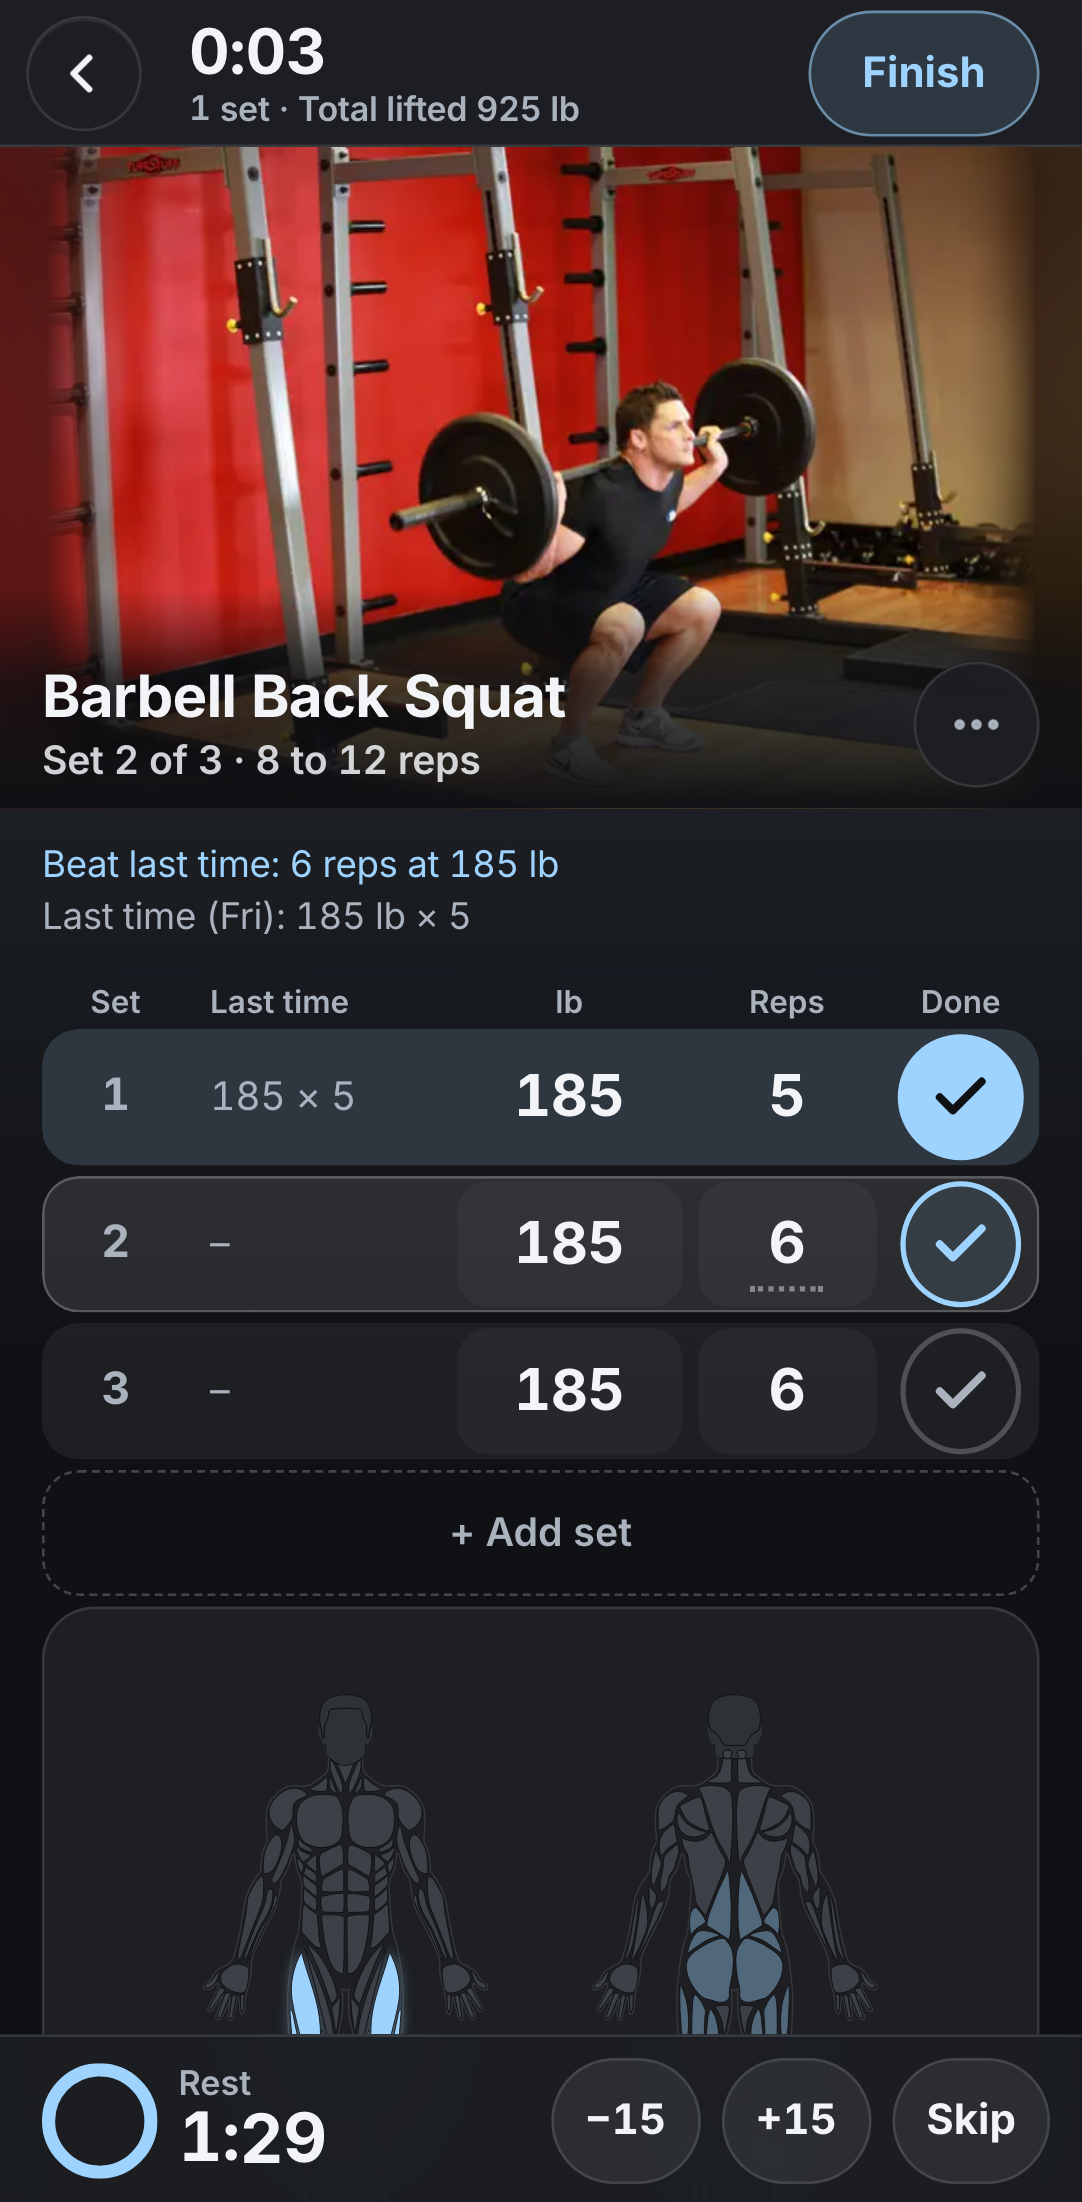 0:03
1 set · Total lifted 925 lb
Finish
Barbell Back Squat
Set 2 of 3 · 8 to 12 reps
Beat last time: 6 reps at 185 lb
Last time (Fri): 185 lb × 5
Set Last time lb Reps Done
1 185 × 5 185 5
2 – 185 6
3 – 185 6
+ Add set
Rest
1:29
−15 +15 Skip